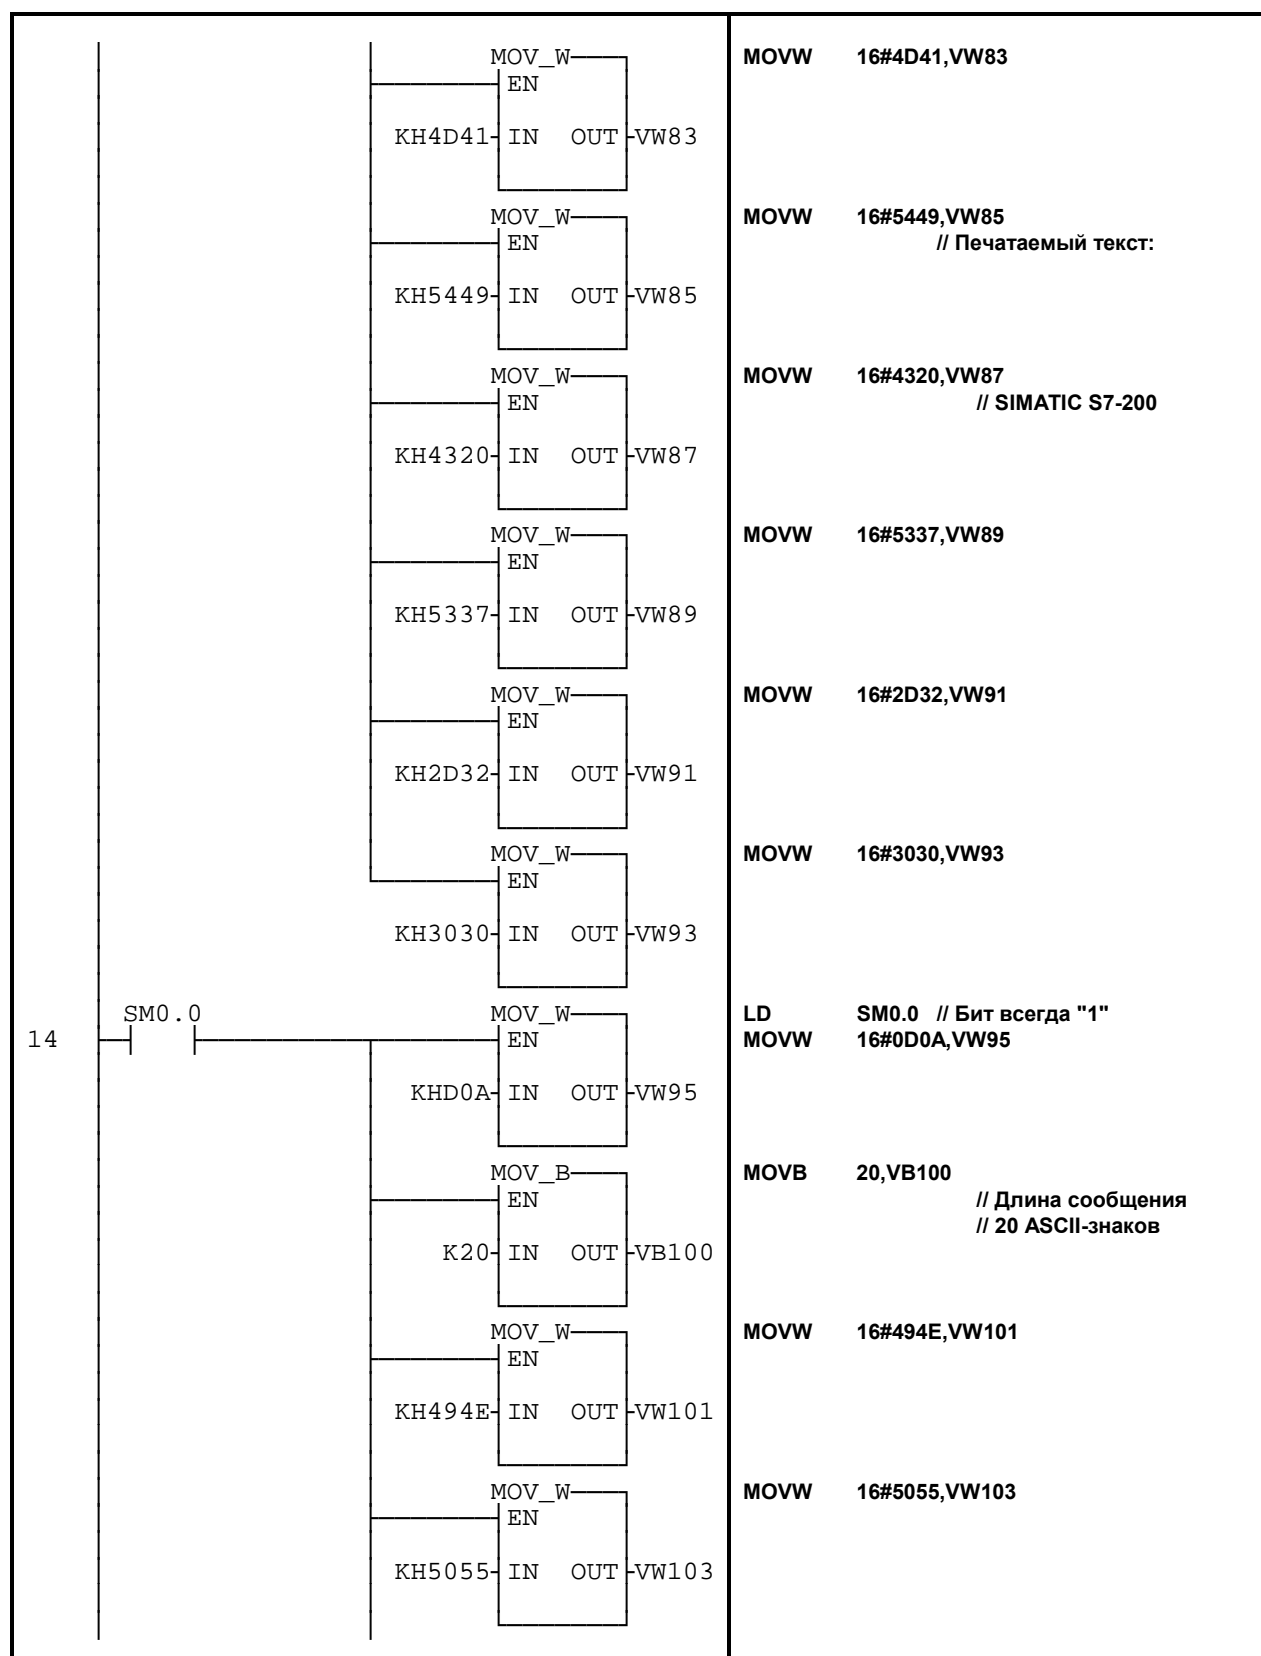 MOV_W MOVW 16#4D41,VW83
EN
KH4D41 IN OUT VW83
MOV_W MOVW 16#5449,VW85
EN // Печатаемый текст:
KH5449 IN OUT VW85
MOV_W MOVW 16#4320,VW87
EN // SIMATIC S7-200
KH4320 IN OUT VW87
MOV_W MOVW 16#5337,VW89
EN
KH5337 IN OUT VW89
MOV_W MOVW 16#2D32,VW91
EN
KH2D32 IN OUT VW91
MOV_W MOVW 16#3030,VW93
EN
KH3030 IN OUT VW93
SM0.0 MOV_W LD SM0.0 // Бит всегда "1"
14 EN MOVW 16#0D0A,VW95
KHD0A IN OUT VW95
MOV_B MOVB 20,VB100
EN // Длина сообщения
// 20 ASCII-знаков
K20 IN OUT VB100
MOV_W MOVW 16#494E,VW101
EN
KH494E IN OUT VW101
MOV_W MOVW 16#5055,VW103
EN
KH5055 IN OUT VW103